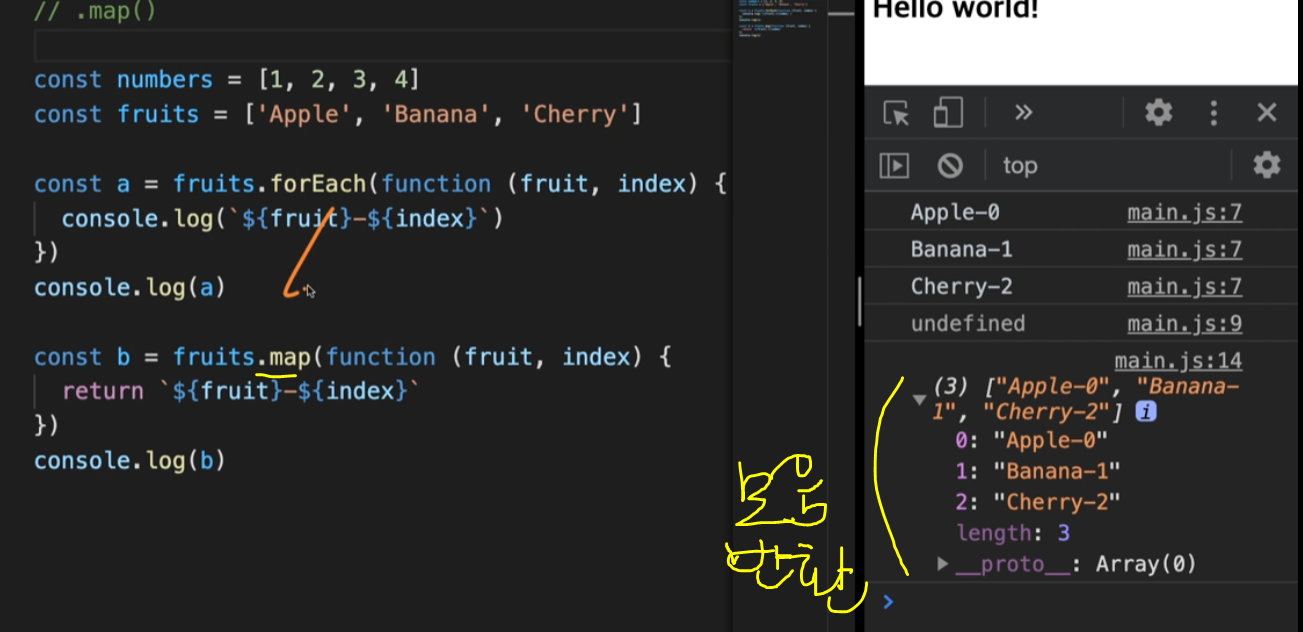 // .map()
const numbers = [1, 2, 3, 4]
const fruits = ['Apple', 'Banana', 'Cherry']
const a = fruits.forEach(function (fruit, index) {
console.log(`${fruit}-${index}`)
})
console.log(a)
const b = fruits.map(function (fruit, index) {
return `${fruit}-${index}`
})
console.log(b)
Hello world!
top
Apple-0 main.js:7
Banana-1 main.js:7
Cherry-2 main.js:7
undefined main.js:9
main.js:14
(3) ["Apple-0", "Banana-
1", "Cherry-2"] i
0: "Apple-0"
1: "Banana-1"
2: "Cherry-2"
length: 3
__proto__: Array(0)
반환